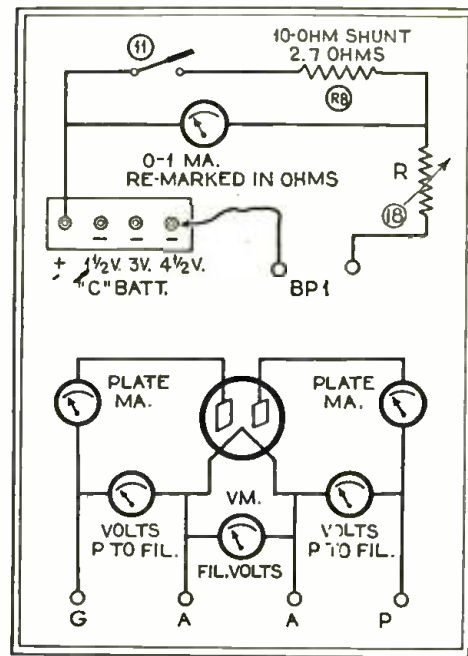 11
10-OHM SHUNT
2.7 OHMS
R8
0-1 MA.
RE-MARKED IN OHMS
R
18
+ - - -
1½V. 3V. 4½V.
"C" BATT.
BP1
PLATE
MA.
PLATE
MA.
VM.
VOLTS
P TO FIL.
VOLTS
P TO FIL.
FIL. VOLTS
G A A P